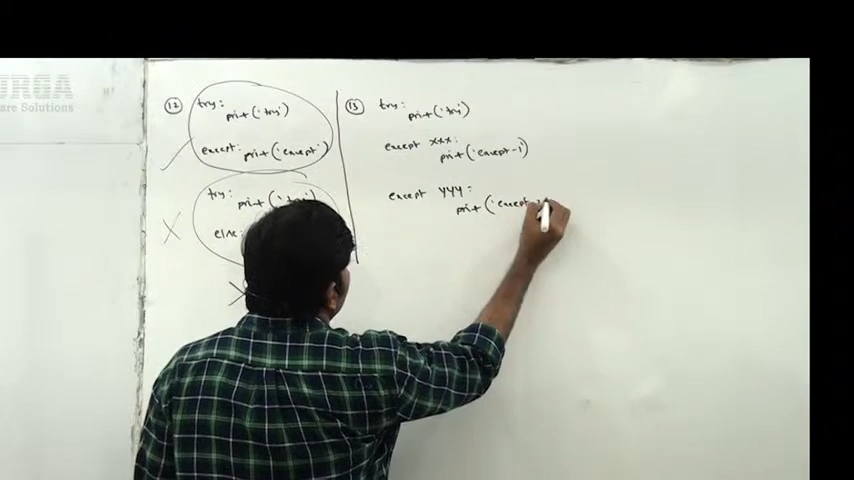 URGA
are Solutions
12 try:
print('try')
except: print('except')
try:
else:
13 try:
print('try')
except XXX:
print('except-1')
except YYY:
print('except-